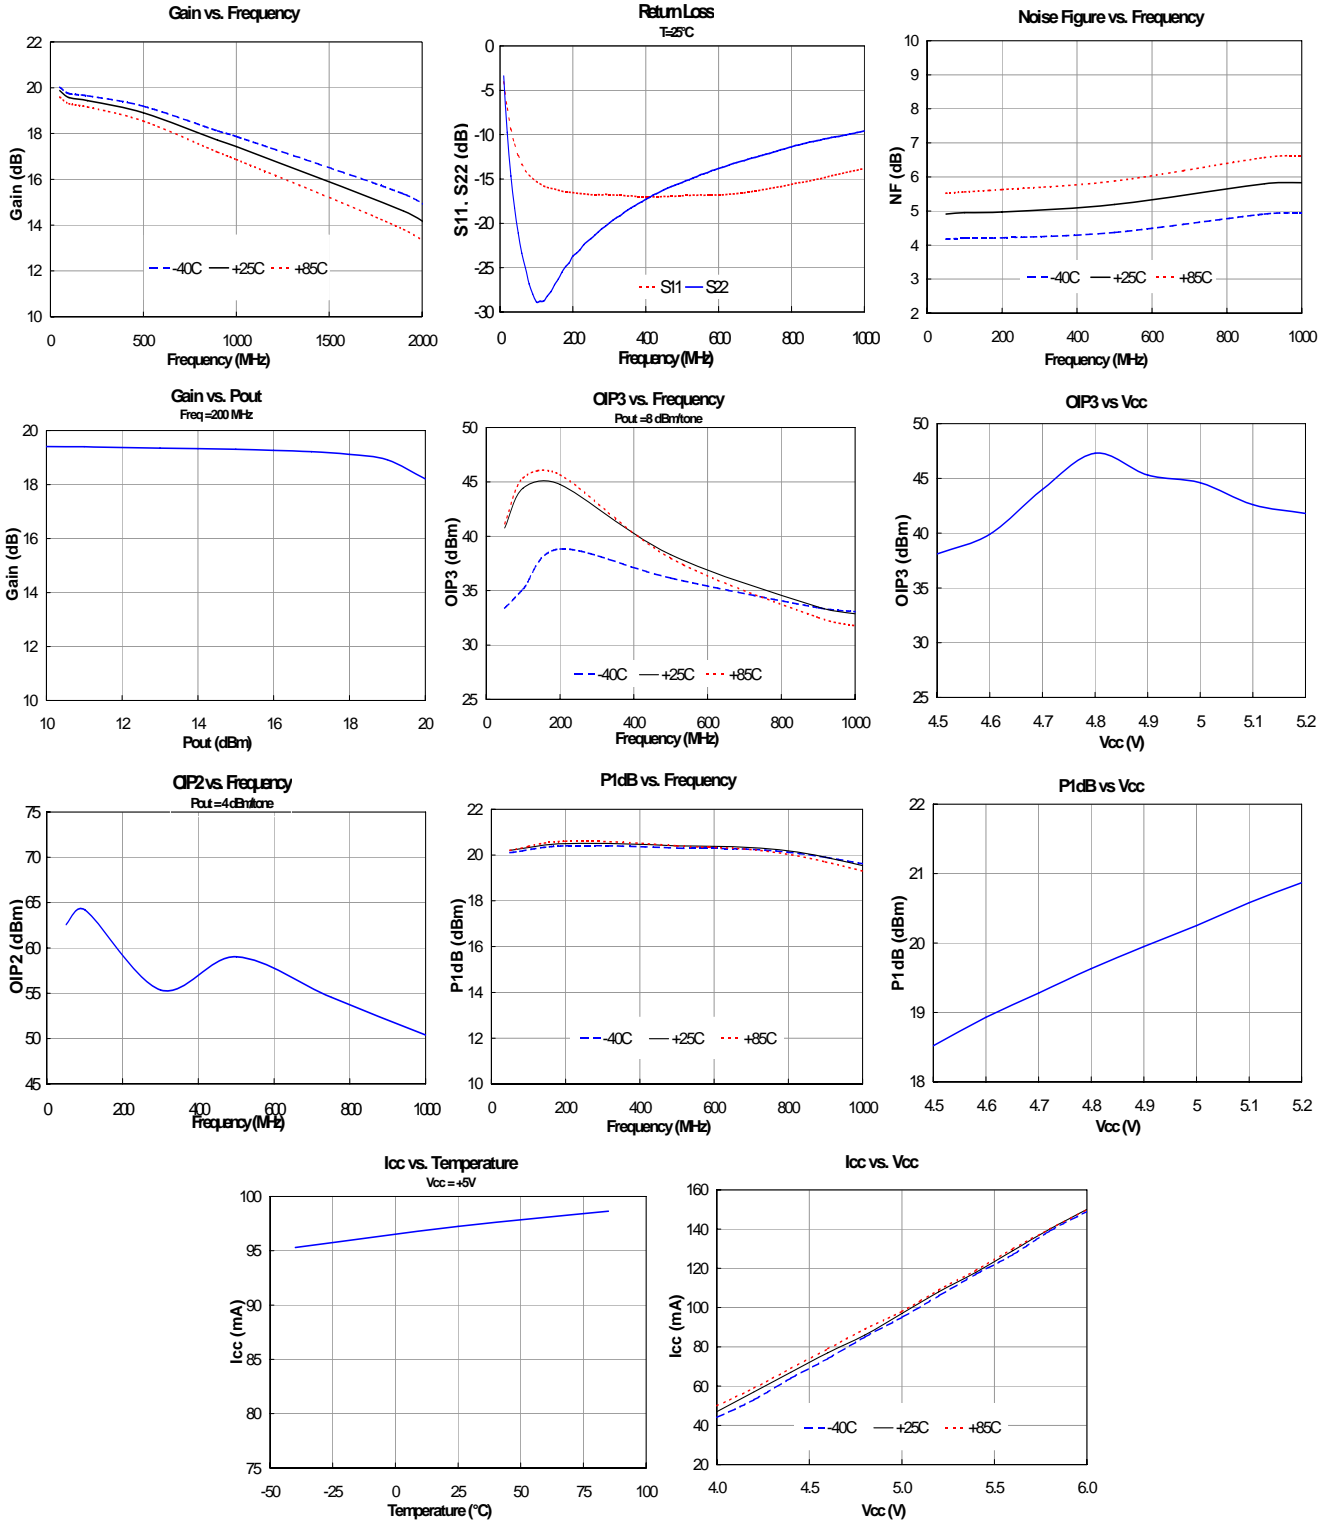 Gain vs. Frequency
22
20
18
16
14
12
10
Gain (dB)
-40C
+25C
+85C
0 500 1000 1500 2000
Frequency (MHz)
Return Loss
T=25°C
0
-5
-10
-15
-20
-25
-30
S11, S22 (dB)
S11
S22
0 200 400 600 800 1000
Frequency (MHz)
Noise Figure vs. Frequency
10
9
8
7
6
5
4
3
2
NF (dB)
-40C
+25C
+85C
0 200 400 600 800 1000
Frequency (MHz)
Gain vs. Pout
Freq =200 MHz
20
18
16
14
12
10
Gain (dB)
10 12 14 16 18 20
Pout (dBm)
OIP3 vs. Frequency
Pout =8 dBm/tone
50
45
40
35
30
25
OIP3 (dBm)
-40C
+25C
+85C
0 200 400 600 800 1000
Frequency (MHz)
OIP3 vs Vcc
50
45
40
35
30
25
OIP3 (dBm)
4.5 4.6 4.7 4.8 4.9 5 5.1 5.2
Vcc (V)
OIP2 vs. Frequency
Pout = 4 dBm/tone
75
70
65
60
55
50
45
OIP2 (dBm)
0 200 400 600 800 1000
Frequency (MHz)
P1dB vs. Frequency
22
20
18
16
14
12
10
P1dB (dBm)
-40C
+25C
+85C
0 200 400 600 800 1000
Frequency (MHz)
P1dB vs Vcc
22
21
20
19
18
P1dB (dBm)
4.5 4.6 4.7 4.8 4.9 5 5.1 5.2
Vcc (V)
Icc vs. Temperature
Vcc = +5V
100
95
90
85
80
75
Icc (mA)
-50 -25 0 25 50 75 100
Temperature (°C)
Icc vs. Vcc
160
140
120
100
80
60
40
20
Icc (mA)
-40C
+25C
+85C
4.0 4.5 5.0 5.5 6.0
Vcc (V)